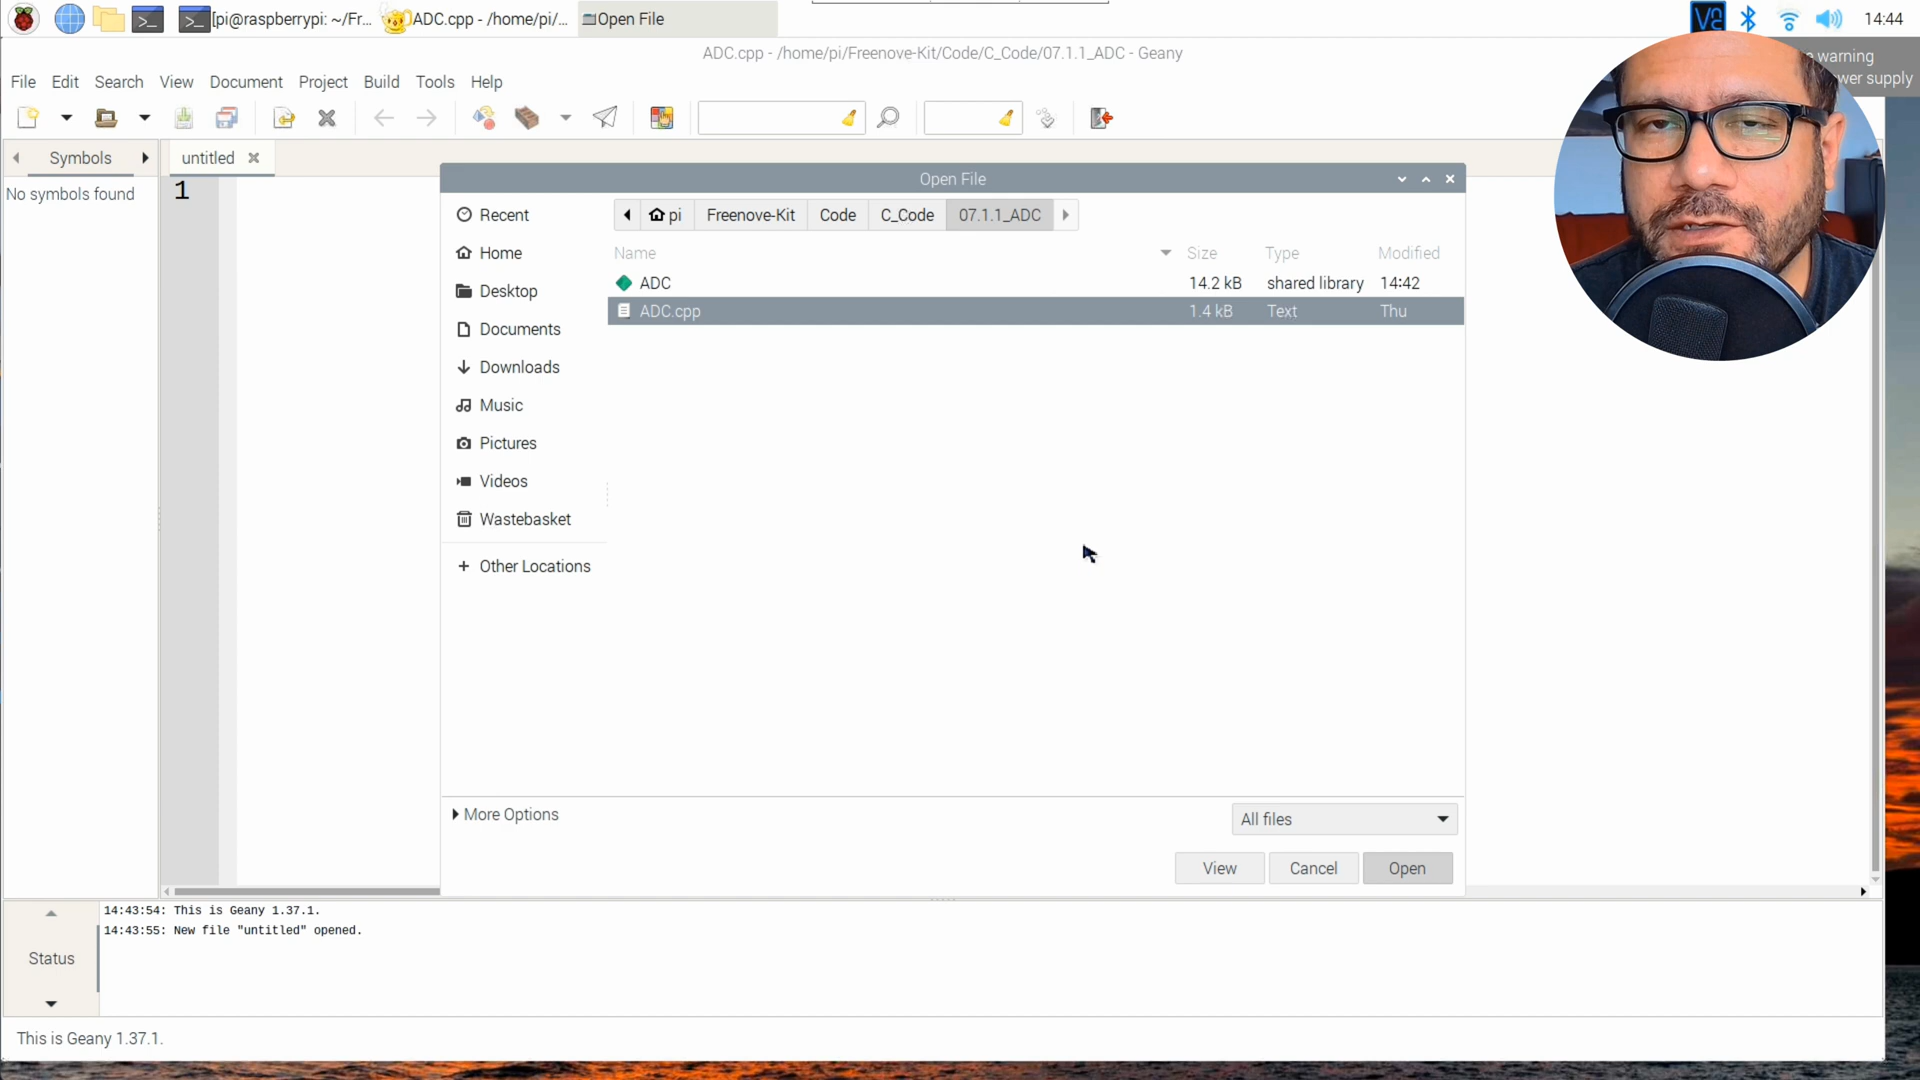 [pi@raspberrypi: ~/Fr... ADC.cpp - /home/pi/... Open File 14:44
ADC.cpp - /home/pi/Freenove-Kit/Code/C_Code/07.1.1_ADC - Geany
warning
wer supply
File Edit Search View Document Project Build Tools Help
Symbols untitled
No symbols found 1
Open File
Recent pi Freenove-Kit Code C_Code 07.1.1_ADC
Home Name Size Type Modified
ADC 14.2 kB shared library 14:42
Desktop ADC.cpp 1.4 kB Text Thu
Documents
Downloads
Music
Pictures
Videos
Wastebasket
+ Other Locations
More Options All files
View Cancel Open
14:43:54: This is Geany 1.37.1.
14:43:55: New file "untitled" opened.
Status
This is Geany 1.37.1.